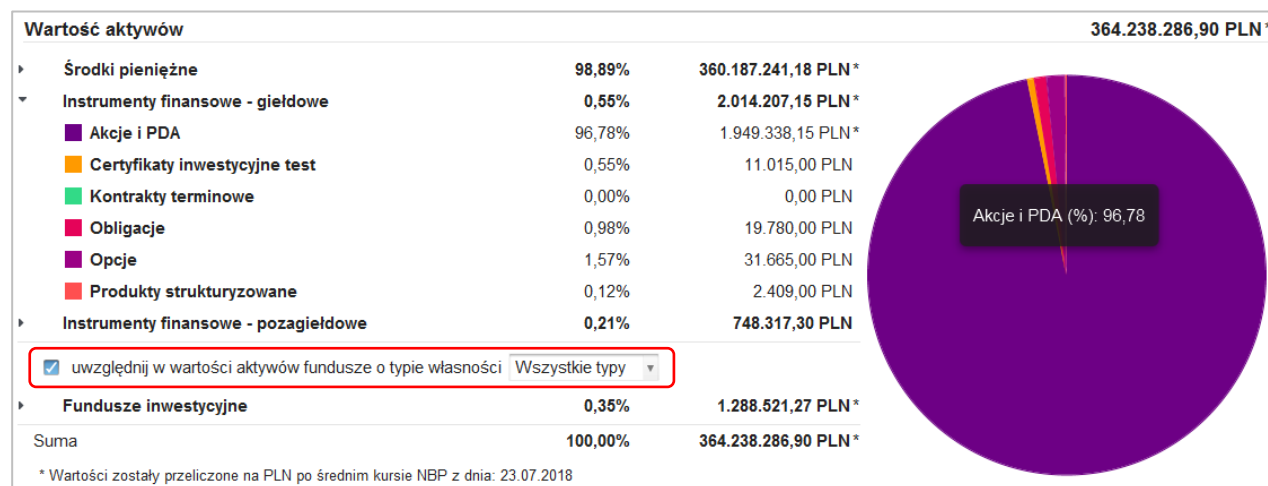 Wartość aktywów 364.238.286,90 PLN*
Środki pieniężne 98,89% 360.187.241,18 PLN*
Instrumenty finansowe - giełdowe 0,55% 2.014.207,15 PLN*
Akcje i PDA 96,78% 1.949.338,15 PLN*
Certyfikaty inwestycyjne test 0,55% 11.015,00 PLN
Kontrakty terminowe 0,00% 0,00 PLN
Akcje i PDA (%): 96,78
Obligacje 0,98% 19.780,00 PLN
Opcje 1,57% 31.665,00 PLN
Produkty strukturyzowane 0,12% 2.409,00 PLN
Instrumenty finansowe - pozagiełdowe 0,21% 748.317,30 PLN
uwzględnij w wartości aktywów fundusze o typie własności Wszystkie typy
Fundusze inwestycyjne 0,35% 1.288.521,27 PLN*
Suma 100,00% 364.238.286,90 PLN*
* Wartości zostały przeliczone na PLN po średnim kursie NBP z dnia: 23.07.2018